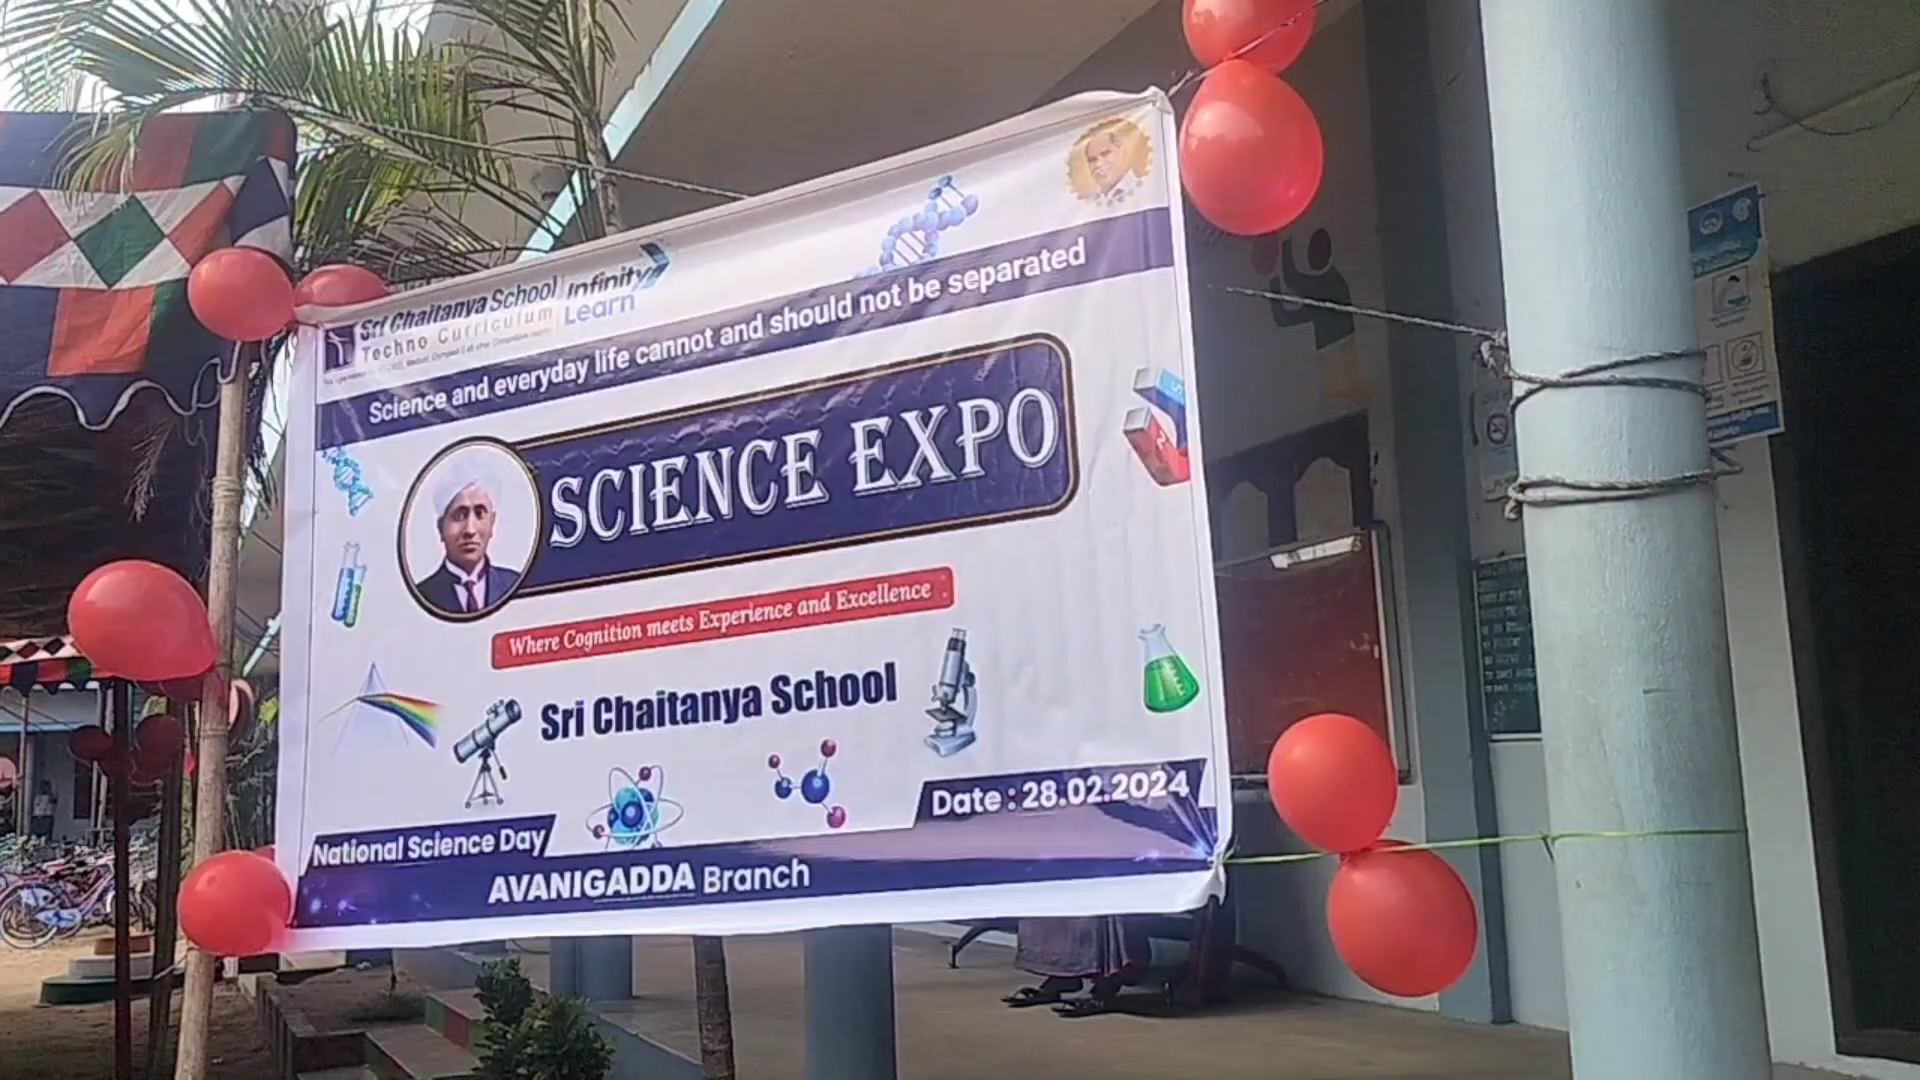 Sri Chaitanya School
Techno Curriculum
Infinity
Learn
Science and everyday life cannot and should not be separated
SCIENCE EXPO
Where Cognition meets Experience and Excellence
Sri Chaitanya School
Date : 28.02.2024
National Science Day
AVANIGADDA Branch